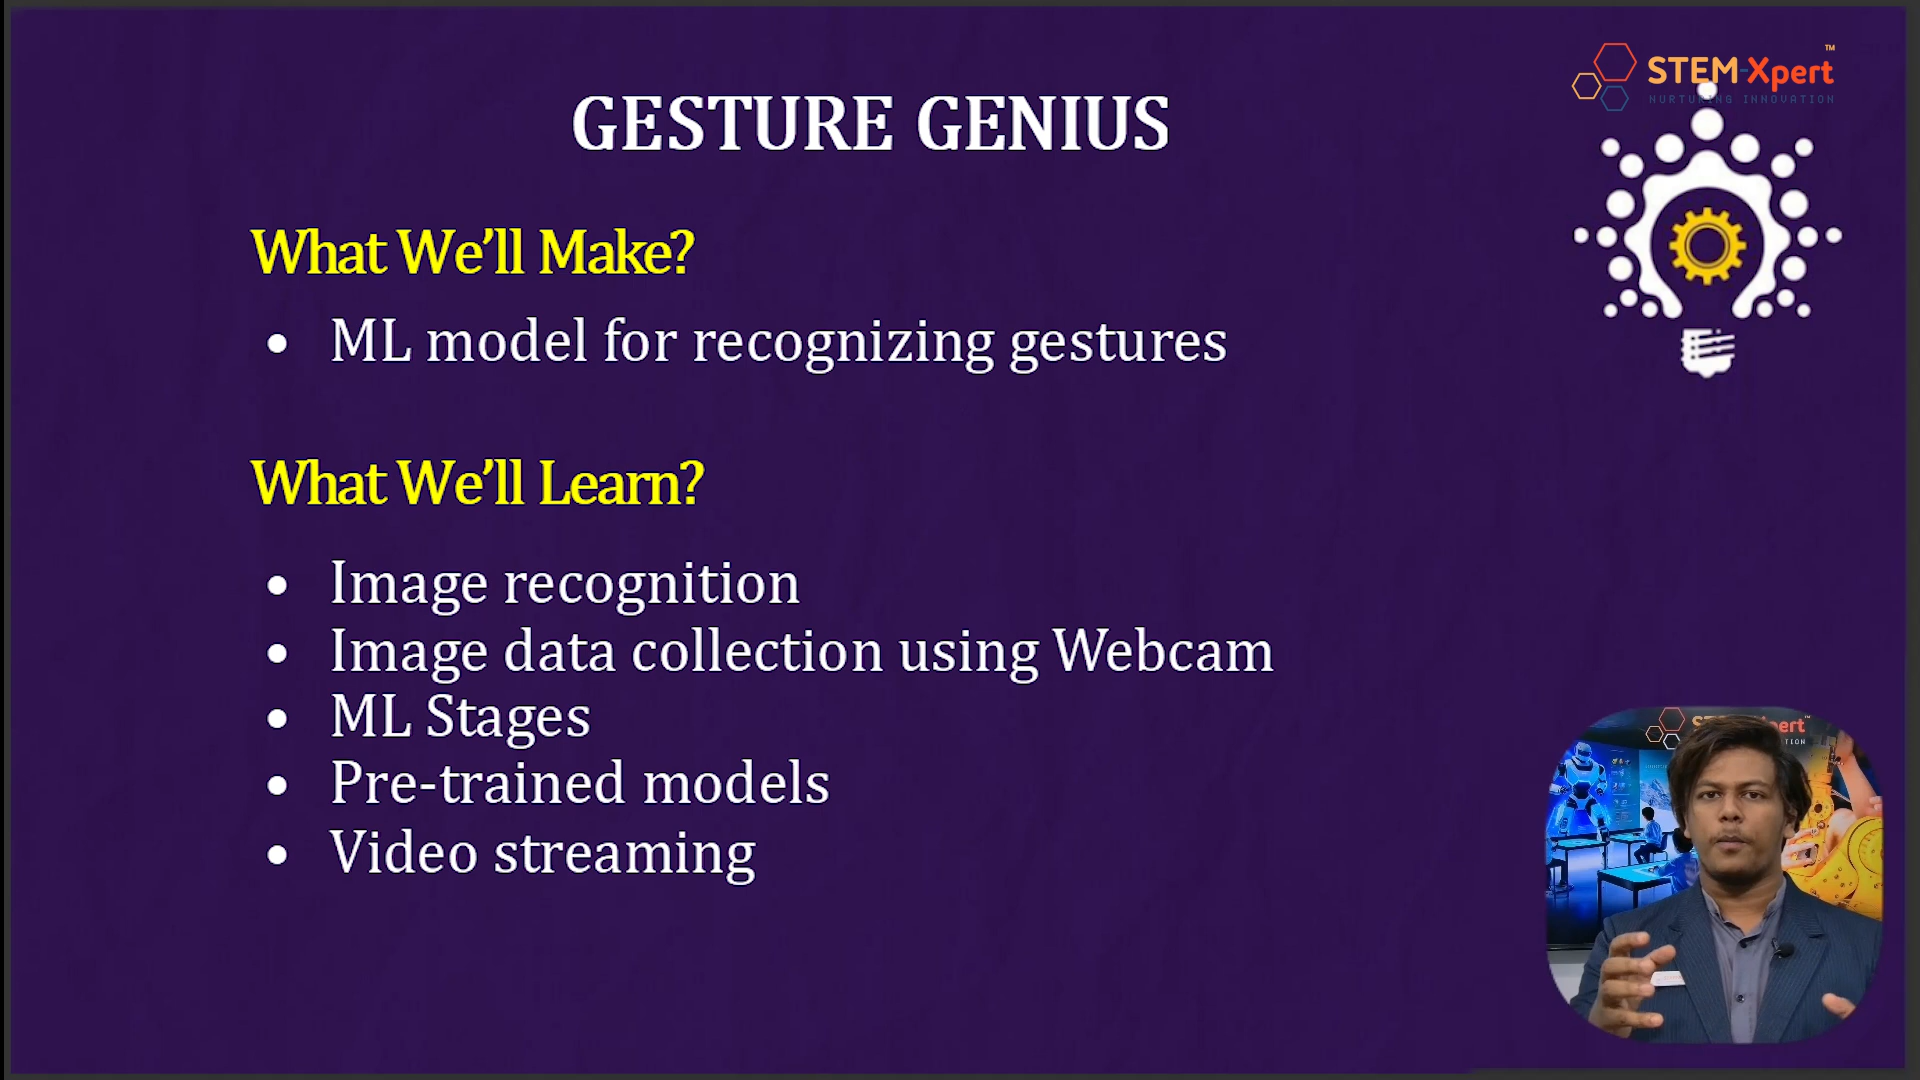 STEM-Xpert™
NURTURING INNOVATION
GESTURE GENIUS
What We’ll Make?
• ML model for recognizing gestures
What We’ll Learn?
• Image recognition
• Image data collection using Webcam
• ML Stages
• Pre-trained models
• Video streaming